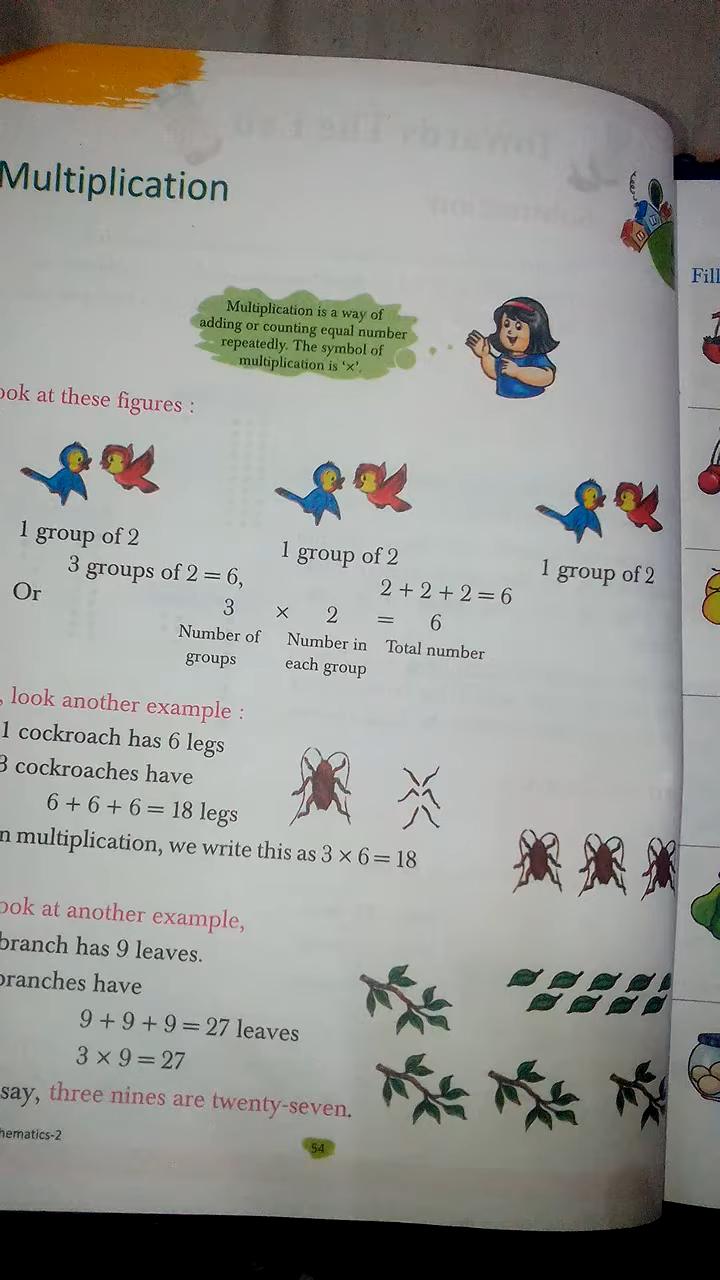 Multiplication
Multiplication is a way of
adding or counting equal number
repeatedly. The symbol of
multiplication is ‘×’.
ook at these figures :
1 group of 2
1 group of 2
1 group of 2
3 groups of 2 = 6,
2 + 2 + 2 = 6
Or
3 × 2 = 6
Number of groups
Number in each group
Total number
, look another example :
1 cockroach has 6 legs
3 cockroaches have
6 + 6 + 6 = 18 legs
n multiplication, we write this as 3 × 6 = 18
ook at another example,
branch has 9 leaves.
branches have
9 + 9 + 9 = 27 leaves
3 × 9 = 27
say, three nines are twenty-seven.
hematics-2
54
Fill